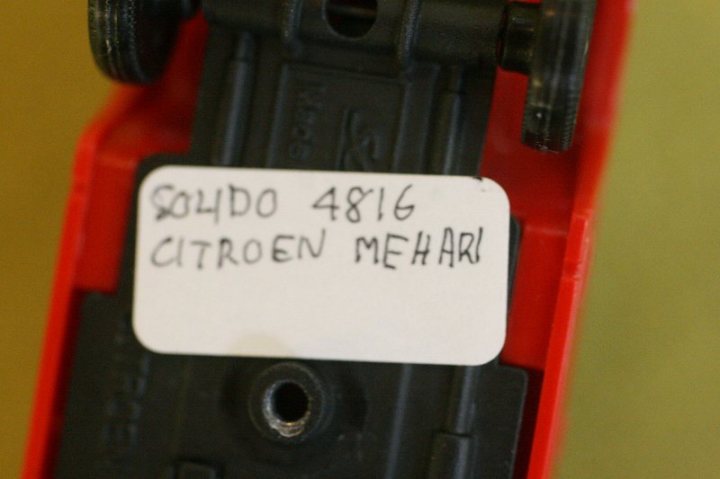 SOLIDO 4816
CITROEN MEHARI